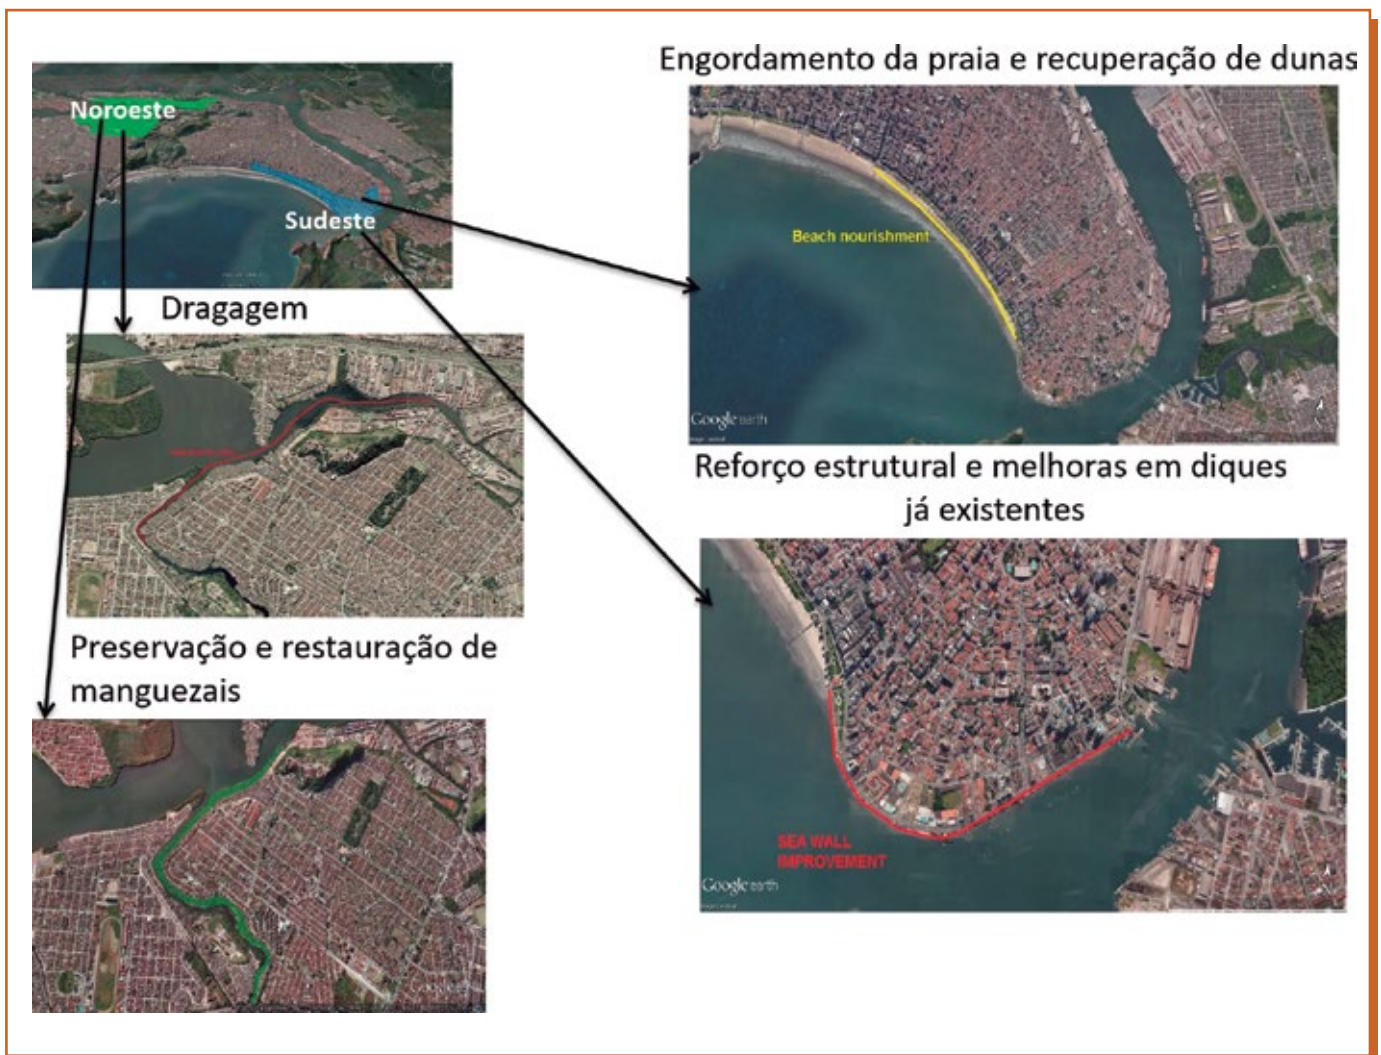 Noroeste
Sudeste
Dragagem
Preservação e restauração de
manguezais
Google
Engordamento da praia e recuperação de dunas
Beach nourishment
Google earth
Reforço estrutural e melhoras em diques
já existentes
SEA WALL
IMPROVEMENT
Google earth